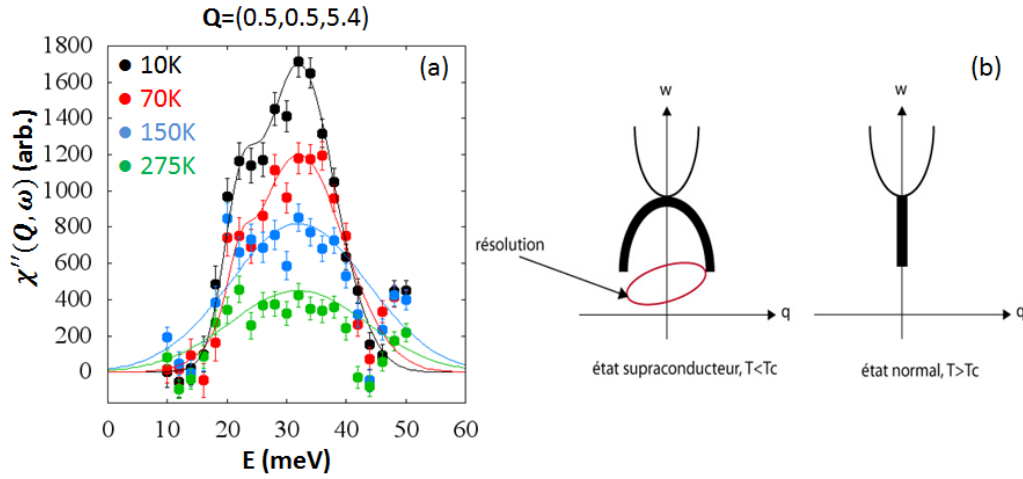 Q=(0.5,0.5,5.4)
χ''(Q,ω) (arb.)
1800
1600
1400
1200
1000
800
600
400
200
0
(a)
10K
70K
150K
275K
0
10
20
30
40
50
60
E (meV)
(b)
w
w
résolution
q
q
état supraconducteur, T<Tc
état normal, T>Tc